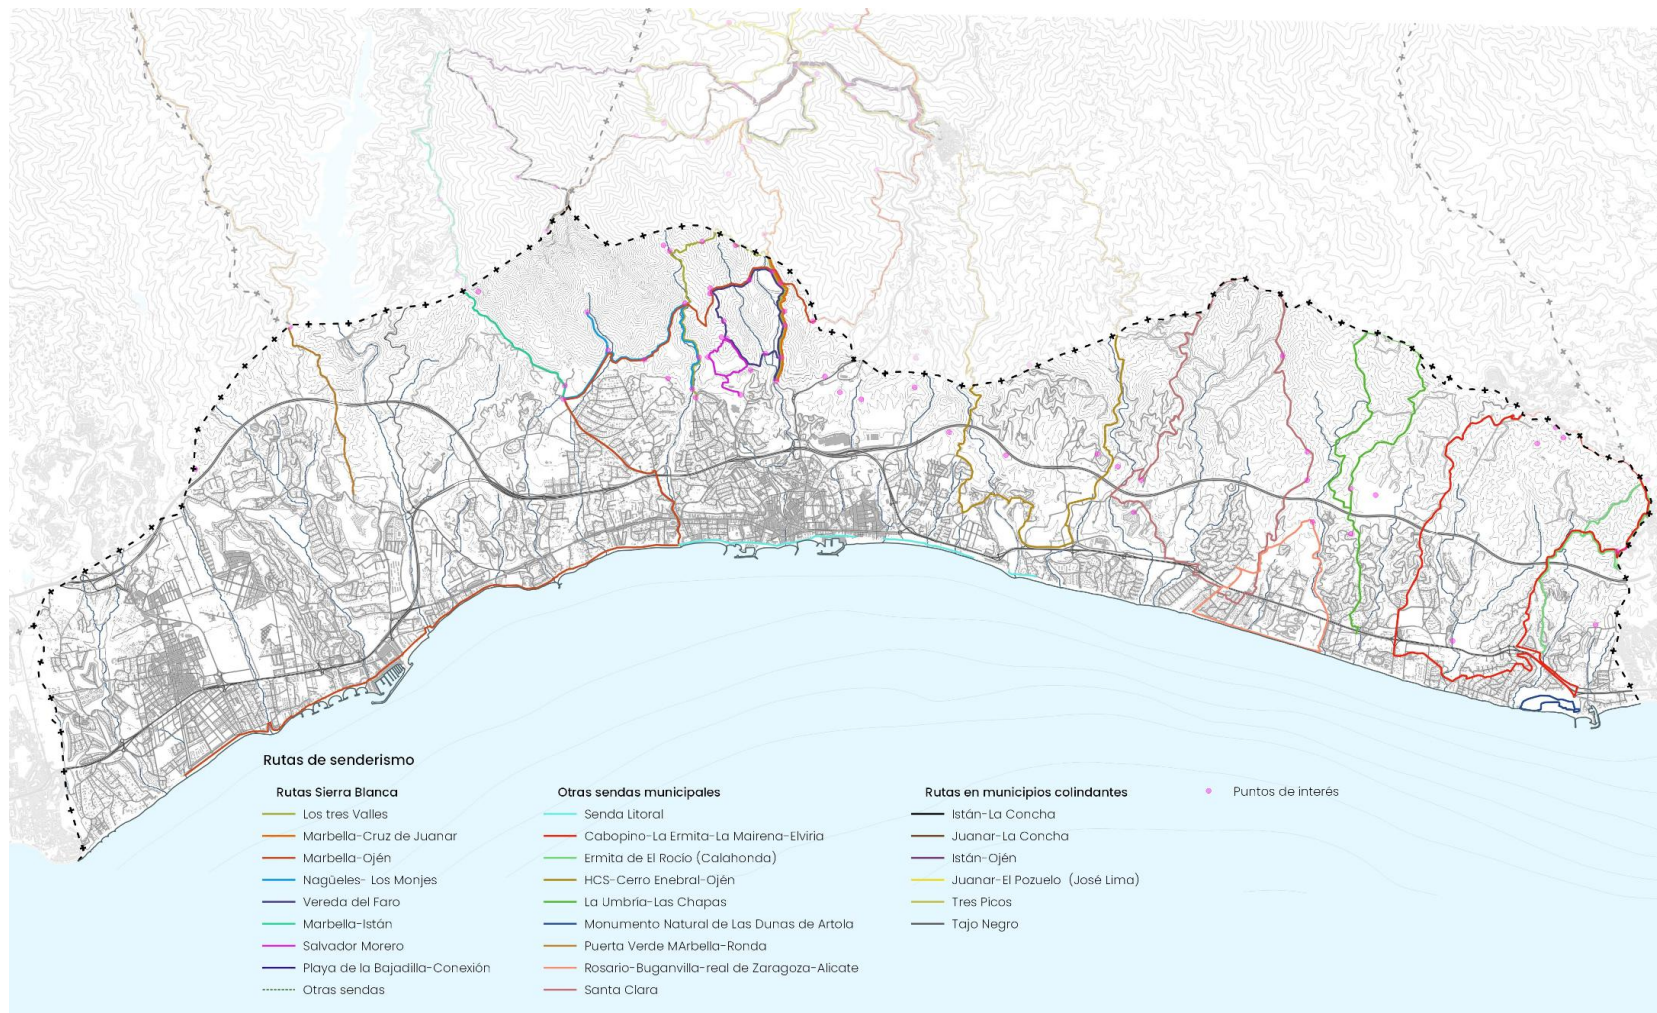 Rutas de senderismo
Rutas Sierra Blanca
Los tres Valles
Marbella-Cruz de Juanar
Marbella-Ojén
Nagüeles- Los Monjes
Vereda del Faro
Marbella-Istán
Salvador Morero
Playa de la Bajadilla-Conexión
Otras sendas
Otras sendas municipales
Senda Litoral
Cabopino-La Ermita-La Mairena-Elviria
Ermita de El Rocío (Calahonda)
HCS-Cerro Enebral-Ojén
La Umbría-Las Chapas
Monumento Natural de Las Dunas de Artola
Puerta Verde MArbella-Ronda
Rosario-Buganvilla-real de Zaragoza-Alicate
Santa Clara
Rutas en municipios colindantes
Istán-La Concha
Juanar-La Concha
Istán-Ojén
Juanar-El Pozuelo (José Lima)
Tres Picos
Tajo Negro
Puntos de interés